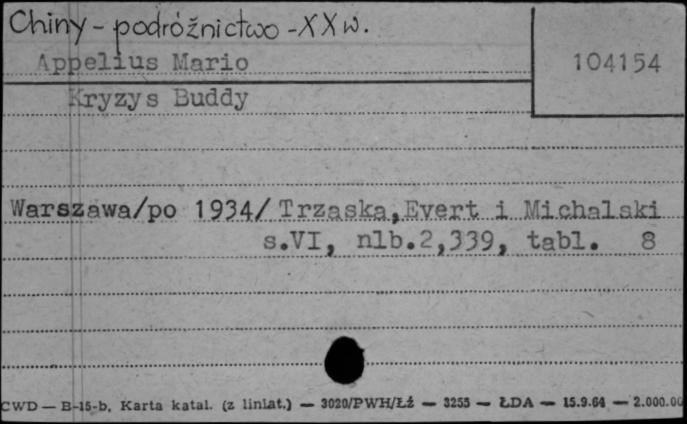 Chiny - podróżnictwo - XX w.
Appelius Mario
104154
Kryzys Buddy
Warszawa/po 1934/ Trzaska,Evert i Michalski
s.VI, nlb.2,339, tabl. 8
CWD — B-15-b. Karta katal. (z liniat.) — 3020/PWH/Łź — 3255 — ŁDA — 15.9.64 — 2.000.00